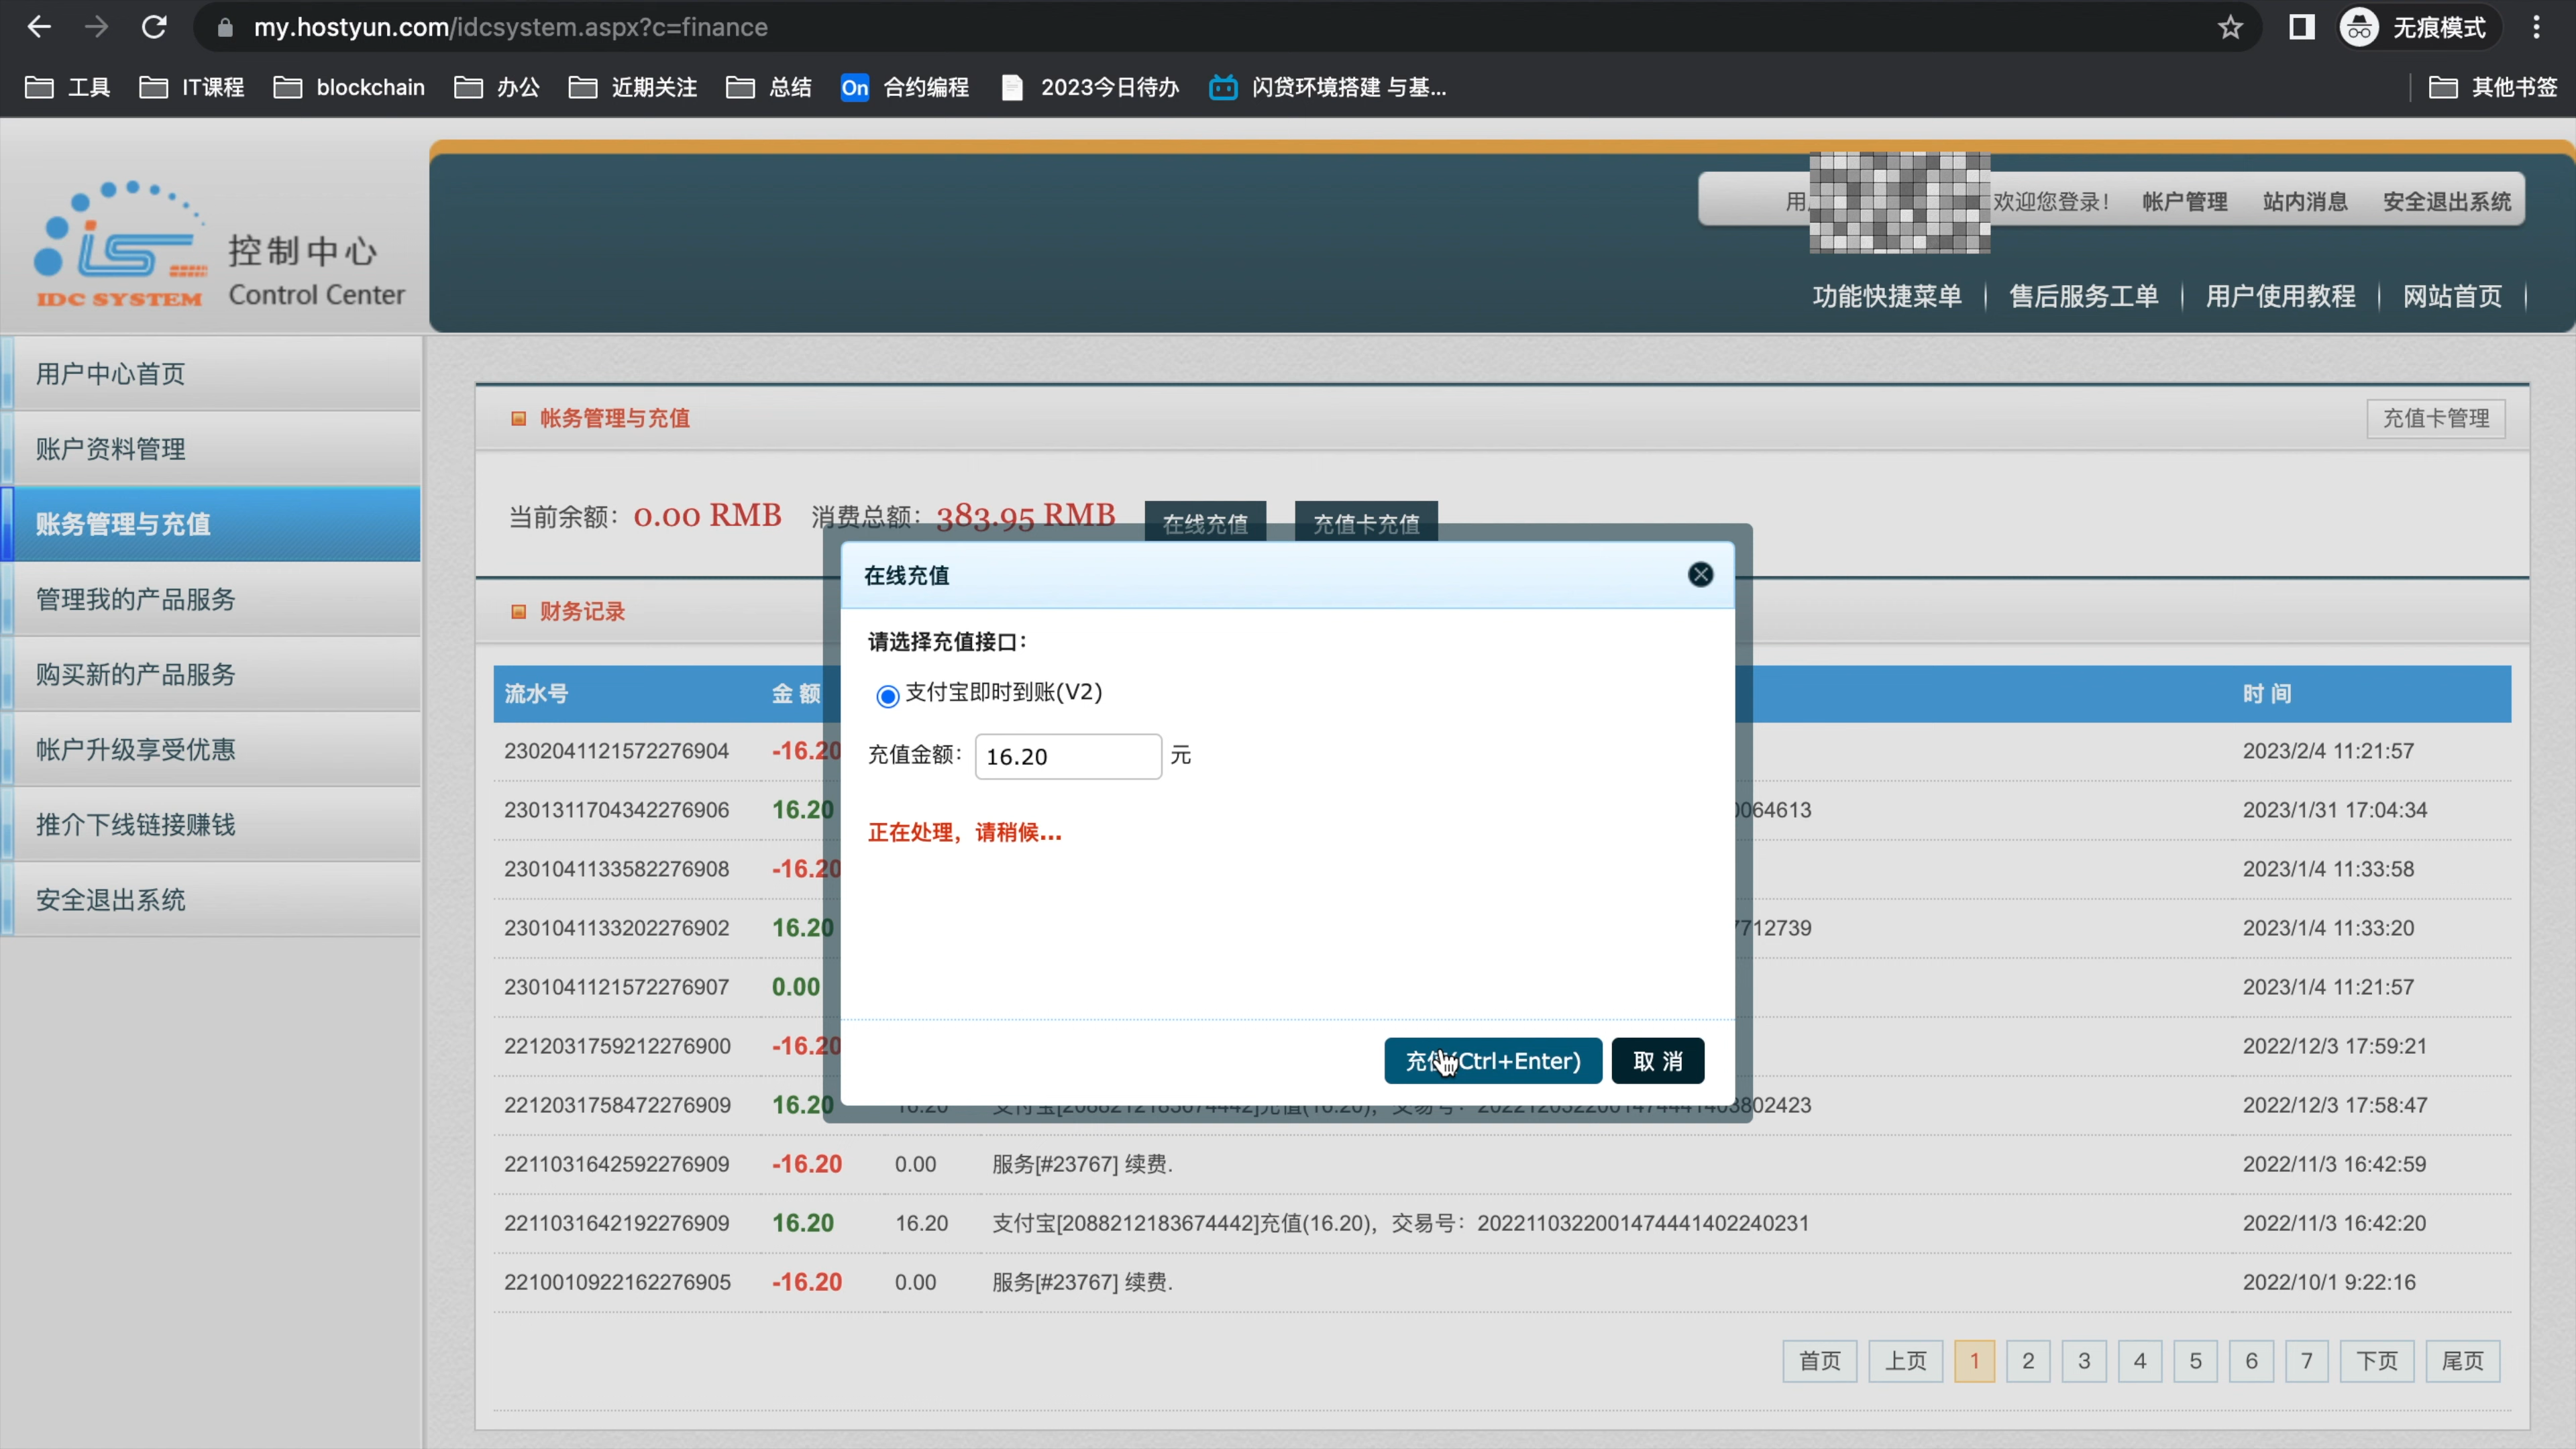 my.hostyun.com/idcsystem.aspx?c=finance
无痕模式
工具 IT课程 blockchain 办公 近期关注 总结 On 合约编程 2023今日待办 闪贷环境搭建 与基... 其他书签
IDC SYSTEM
控制中心
Control Center
欢迎您登录! 帐户管理 站内消息 安全退出系统
功能快捷菜单 售后服务工单 用户使用教程 网站首页
用户中心首页
账户资料管理
账务管理与充值
管理我的产品服务
购买新的产品服务
帐户升级享受优惠
推介下线链接赚钱
安全退出系统
帐务管理与充值 充值卡管理
当前余额: 0.00 RMB 消费总额: 383.95 RMB 在线充值 充值卡充值
财务记录
在线充值
请选择充值接口:
支付宝即时到账(V2)
充值金额: 16.20 元
正在处理，请稍候...
(Ctrl+Enter) 取 消
流水号 金 额 时 间
2302041121572276904 -16.20 2023/2/4 11:21:57
2301311704342276906 16.20 064613 2023/1/31 17:04:34
2301041133582276908 -16.20 2023/1/4 11:33:58
2301041133202276902 16.20 712739 2023/1/4 11:33:20
2301041121572276907 0.00 2023/1/4 11:21:57
2212031759212276900 -16.20 2022/12/3 17:59:21
2212031758472276909 16.20 802423 2022/12/3 17:58:47
2211031642592276909 -16.20 0.00 服务[#23767] 续费. 2022/11/3 16:42:59
2211031642192276909 16.20 16.20 支付宝[2088212183674442]充值(16.20)，交易号：2022110322001474441402240231 2022/11/3 16:42:20
2210010922162276905 -16.20 0.00 服务[#23767] 续费. 2022/10/1 9:22:16
首页 上页 1 2 3 4 5 6 7 下页 尾页